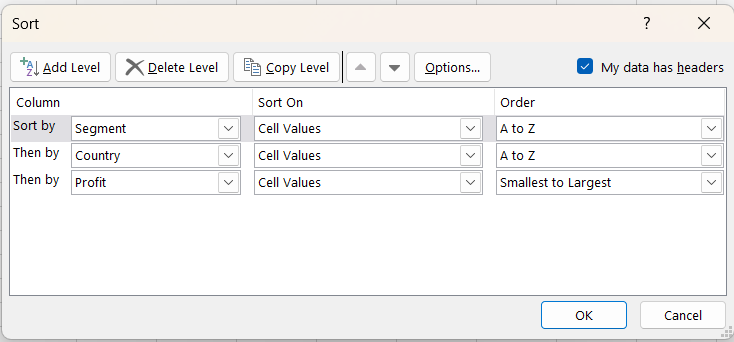 Sort ?
Add Level Delete Level Copy Level Options... My data has headers
Column Sort On Order
Sort by Segment Cell Values A to Z
Then by Country Cell Values A to Z
Then by Profit Cell Values Smallest to Largest
OK Cancel